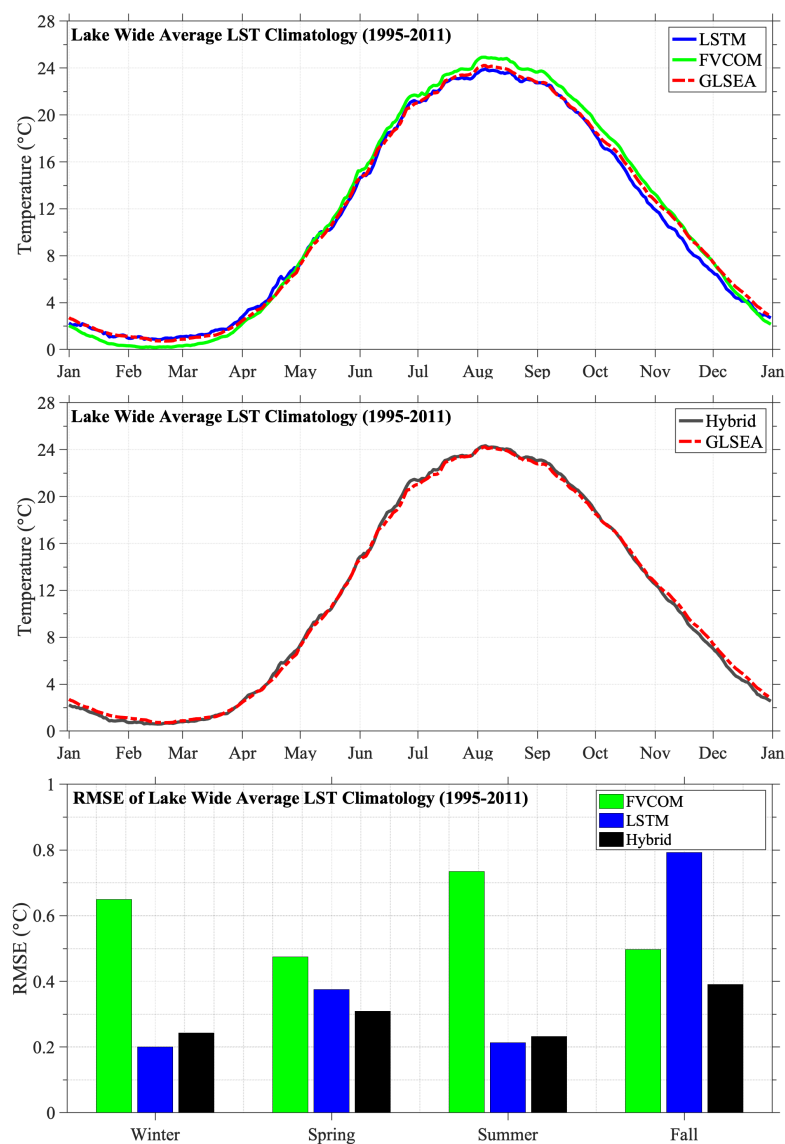 Lake Wide Average LST Climatology (1995-2011)
LSTM
FVCOM
GLSEA
Temperature (°C)
28
24
20
16
12
8
4
0
Jan Feb Mar Apr May Jun Jul Aug Sep Oct Nov Dec Jan
Lake Wide Average LST Climatology (1995-2011)
Hybrid
GLSEA
Temperature (°C)
28
24
20
16
12
8
4
0
Jan Feb Mar Apr May Jun Jul Aug Sep Oct Nov Dec Jan
RMSE of Lake Wide Average LST Climatology (1995-2011)
FVCOM
LSTM
Hybrid
RMSE (°C)
1
0.8
0.6
0.4
0.2
0
Winter Spring Summer Fall